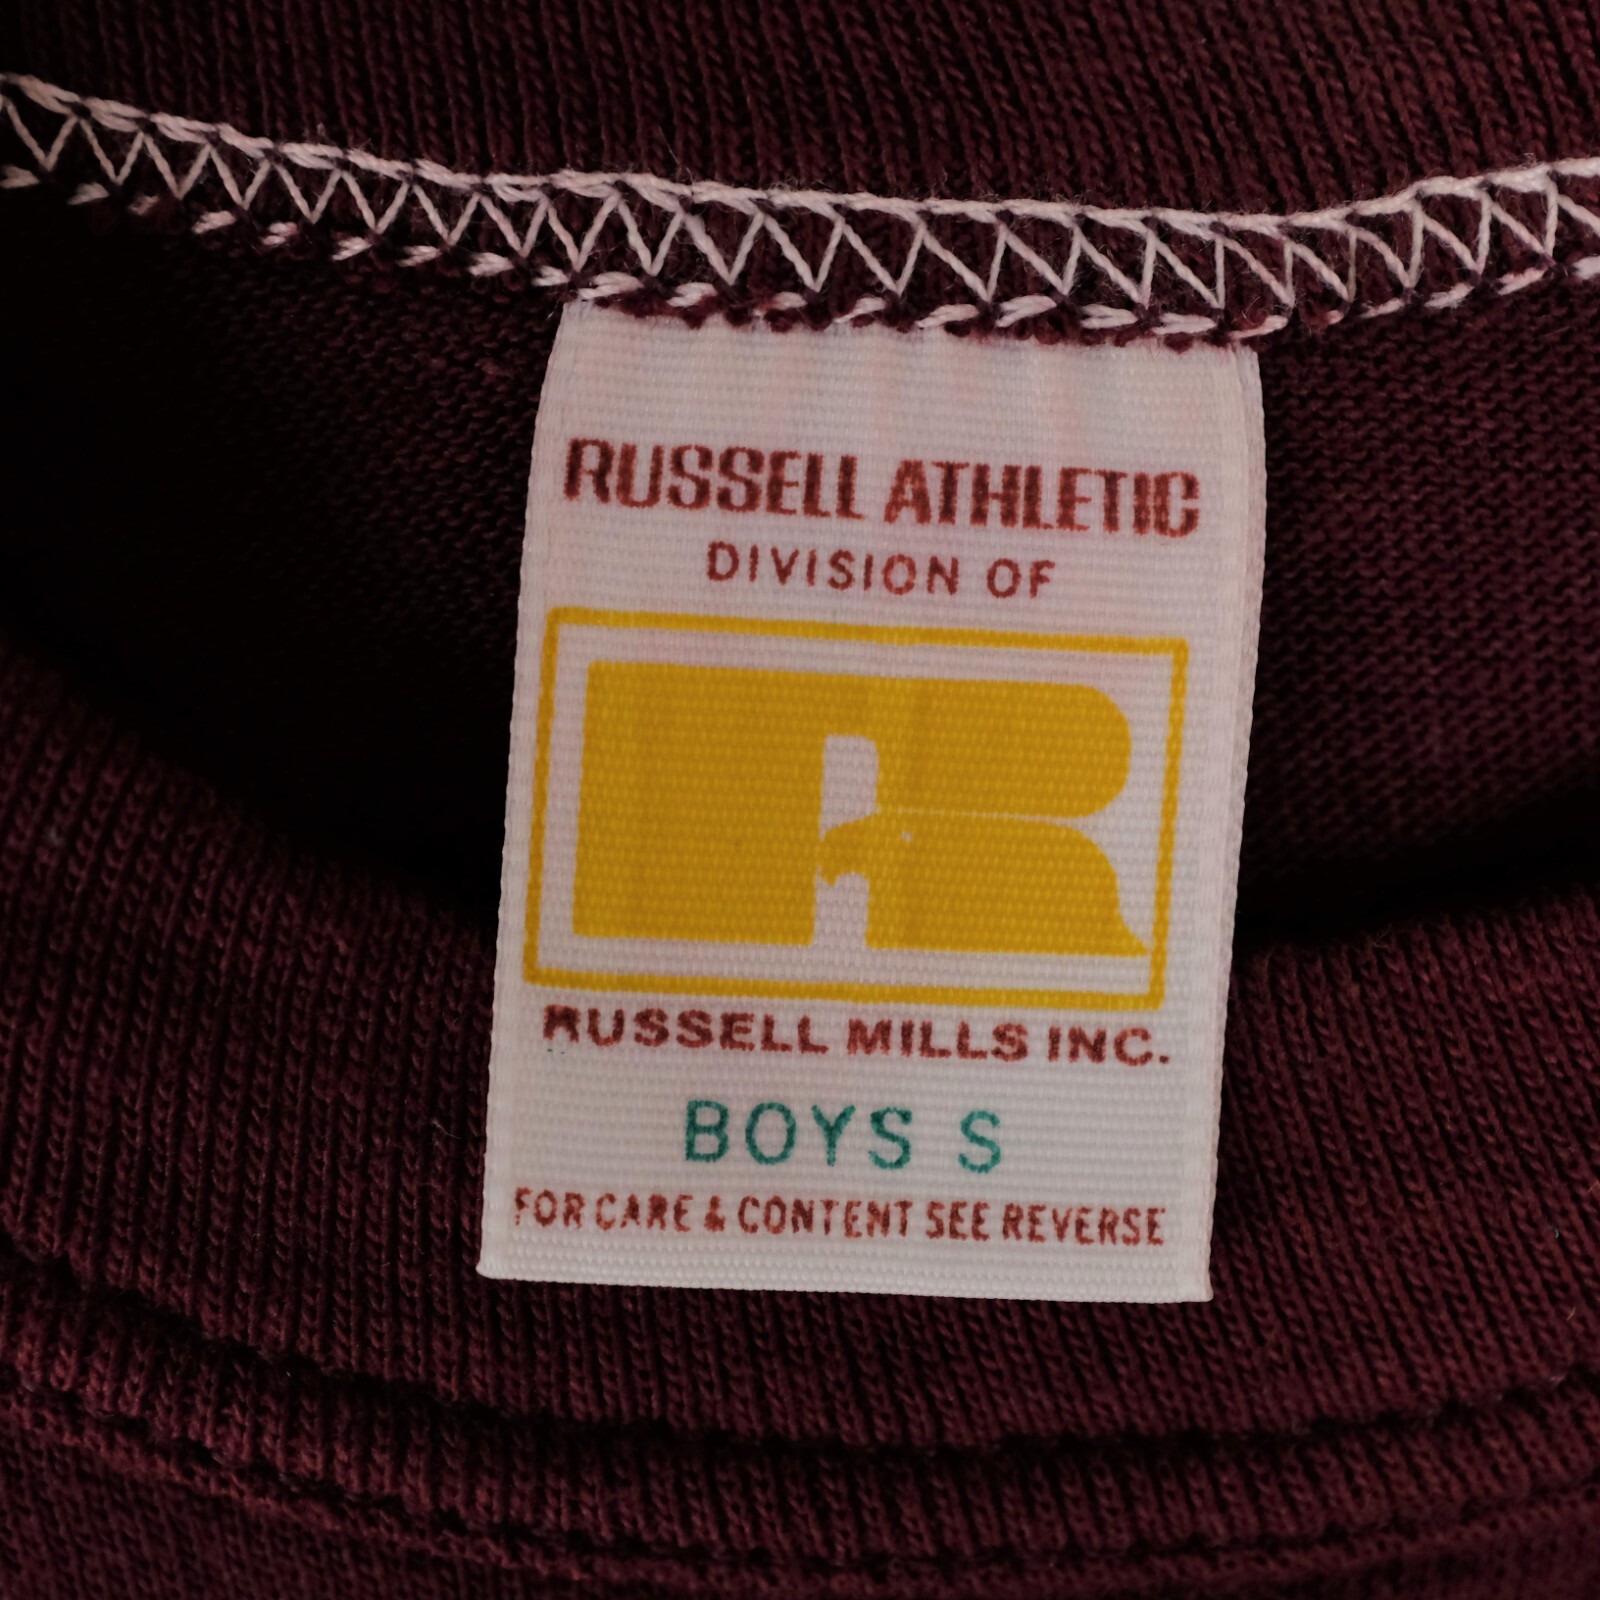 RUSSELL ATHLETIC
DIVISION OF
R
RUSSELL MILLS INC.
BOYS S
FOR CARE & CONTENT SEE REVERSE